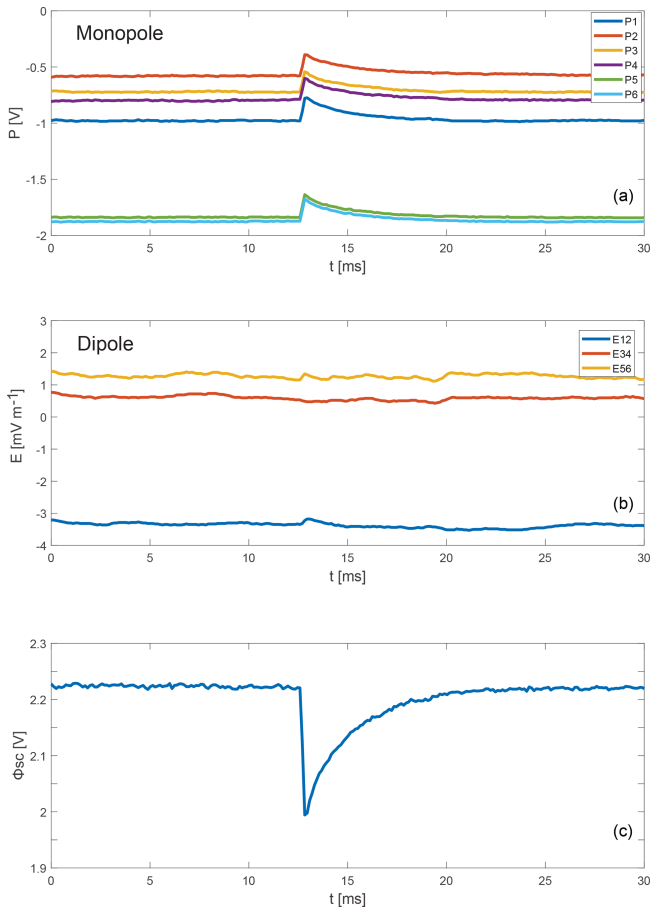 Monopole
0
-0.5
-1
-1.5
-2
P [V]
P1
P2
P3
P4
P5
P6
(a)
0 5 10 15 20 25 30
t [ms]
Dipole
3
2
1
0
-1
-2
-3
-4
E [mV m⁻¹]
E12
E34
E56
(b)
0 5 10 15 20 25 30
t [ms]
2.3
2.2
2.1
2
1.9
Φsc [V]
(c)
0 5 10 15 20 25 30
t [ms]